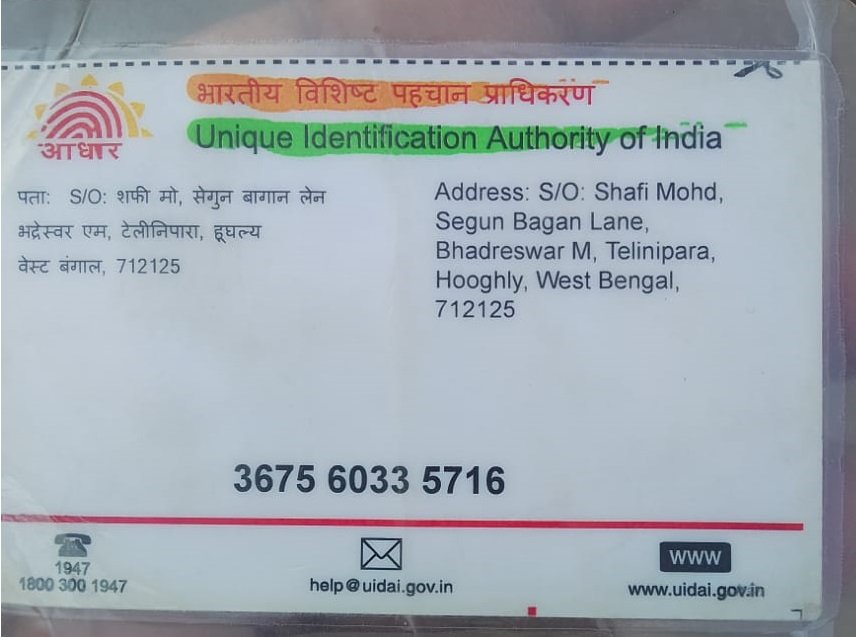 भारतीय विशिष्ट पहचान प्राधिकरण
Unique Identification Authority of India
आधार
पता: S/O: शफी मो, सेगुन बागान लेन
भद्रेस्वर एम, टेलीनिपारा, हूघल्य
वेस्ट बंगाल, 712125
Address: S/O: Shafi Mohd,
Segun Bagan Lane,
Bhadreswar M, Telinipara,
Hooghly, West Bengal,
712125
3675 6033 5716
1947
1800 300 1947
help@uidai.gov.in
WWW
www.uidai.gov.in